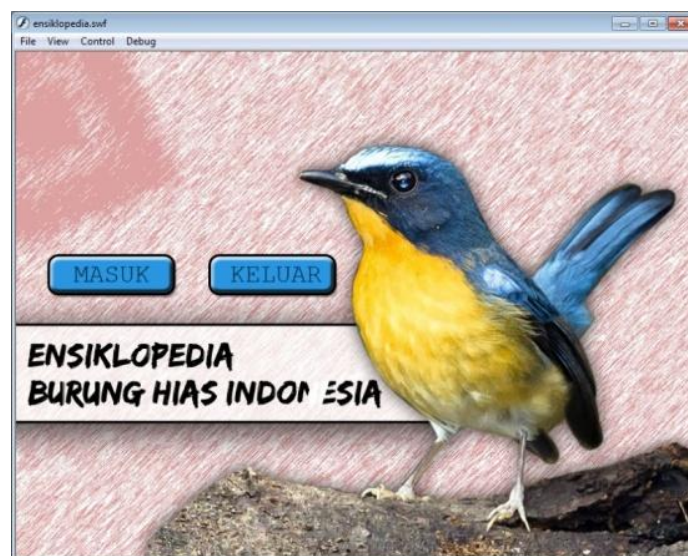 ensiklopedia.swf
File View Control Debug
MASUK KELUAR
ENSIKLOPEDIA
BURUNG HIAS